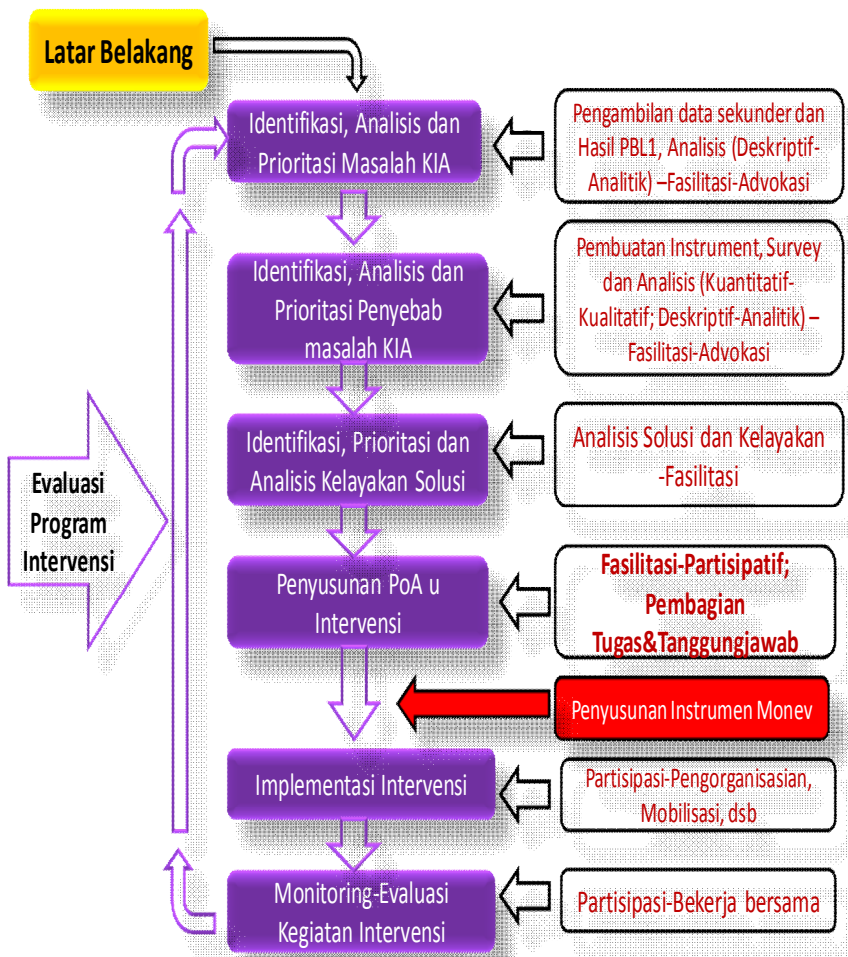 Latar Belakang
Identifikasi, Analisis dan
Prioritasi Masalah KIA
Pengambilan data sekunder dan
Hasil PBL1, Analisis (Deskriptif-
Analitik) –Fasilitasi-Advokasi
Identifikasi, Analisis dan
Prioritasi Penyebab
masalah KIA
Pembuatan Instrument, Survey
dan Analisis (Kuantitatif-
Kualitatif; Deskriptif-Analitik) –
Fasilitasi-Advokasi
Identifikasi, Prioritasi dan
Analisis Kelayakan Solusi
Analisis Solusi dan Kelayakan
-Fasilitasi
Evaluasi
Program
Intervensi
Penyusunan PoA u
Intervensi
Fasilitasi-Partisipatif;
Pembagian
Tugas&Tanggungjawab
Penyusunan Instrumen Monev
Implementasi Intervensi
Partisipasi-Pengorganisasian,
Mobilisasi, dsb
Monitoring-Evaluasi
Kegiatan Intervensi
Partisipasi-Bekerja bersama